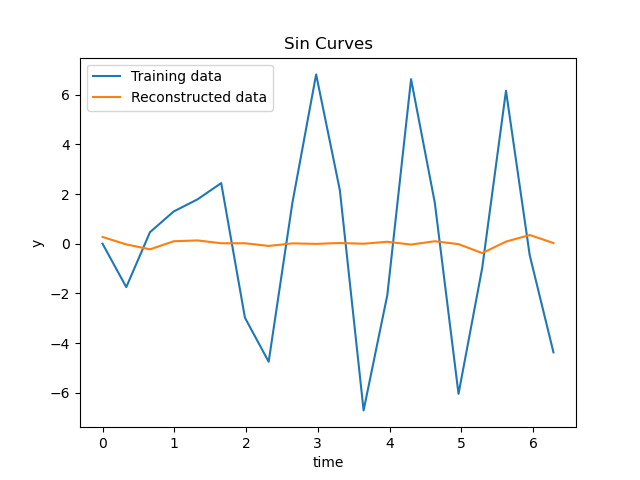 Sin Curves
Training data
Reconstructed data
6
4
2
0
−2
−4
−6
y
0 1 2 3 4 5 6
time